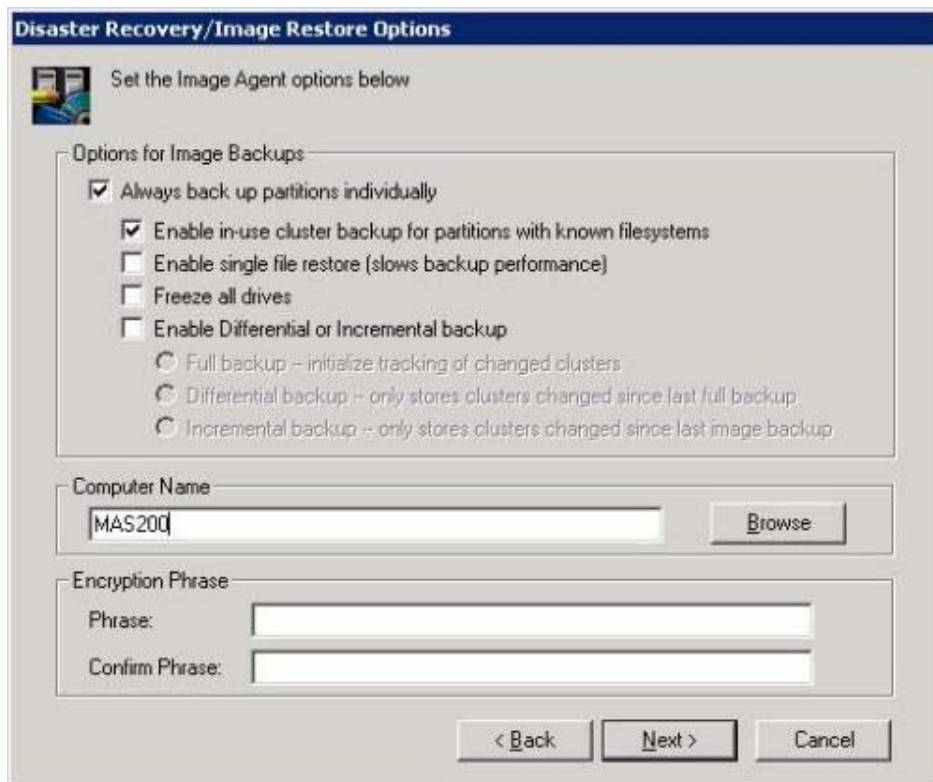 Disaster Recovery/Image Restore Options
Set the Image Agent options below
Options for Image Backups
Always back up partitions individually
Enable in-use cluster backup for partitions with known filesystems
Enable single file restore (slows backup performance)
Freeze all drives
Enable Differential or Incremental backup
Full backup -- initialize tracking of changed clusters
Differential backup -- only stores clusters changed since last full backup
Incremental backup -- only stores clusters changed since last image backup
Computer Name
MAS200
Browse
Encryption Phrase
Phrase:
Confirm Phrase:
< Back
Next >
Cancel